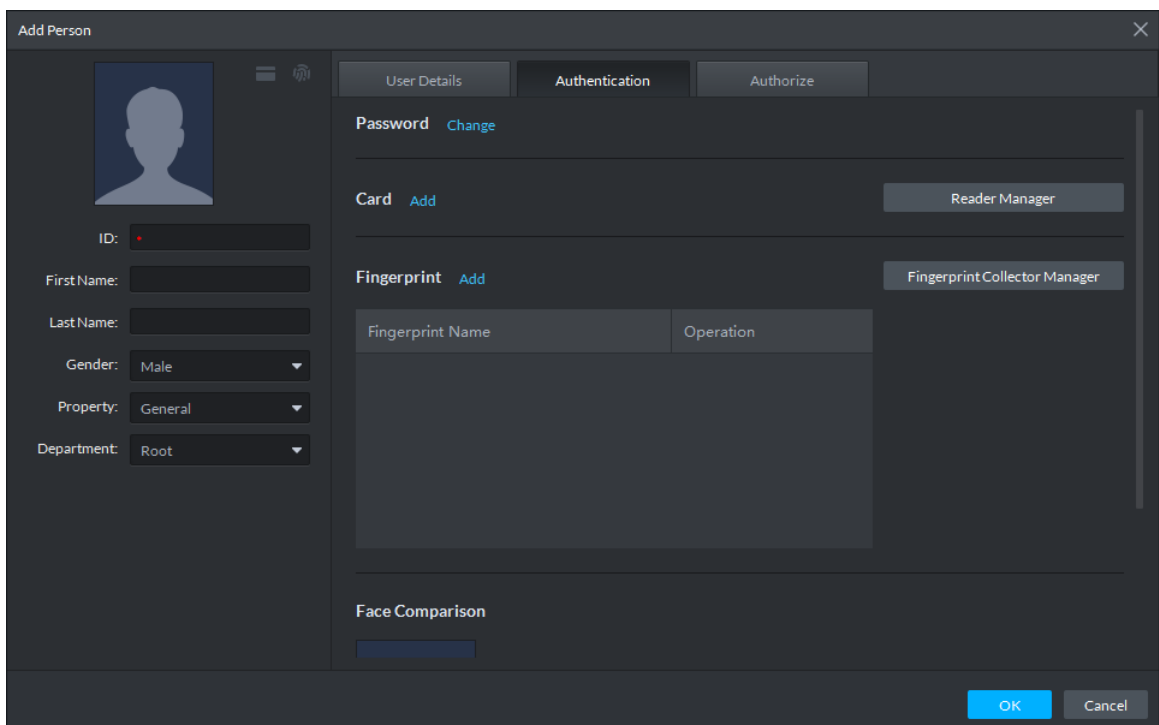 Add Person
User Details
Authentication
Authorize
Password Change
Card Add
Reader Manager
ID: *
First Name:
Fingerprint Add
Fingerprint Collector Manager
Last Name:
Fingerprint Name
Operation
Gender: Male
Property: General
Department: Root
Face Comparison
OK
Cancel